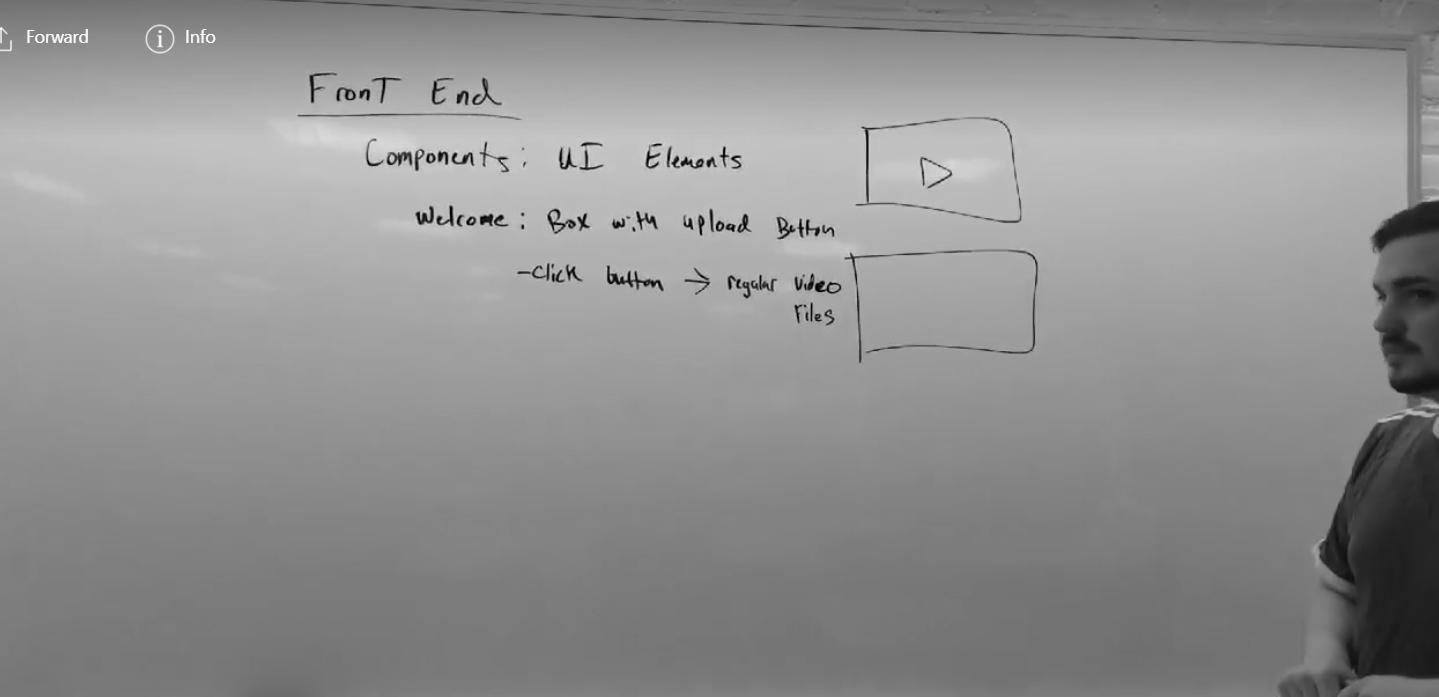 Forward Info
FronT End
Components: UI Elements
Welcome: Box with upload Button
-click button → regular video
Files